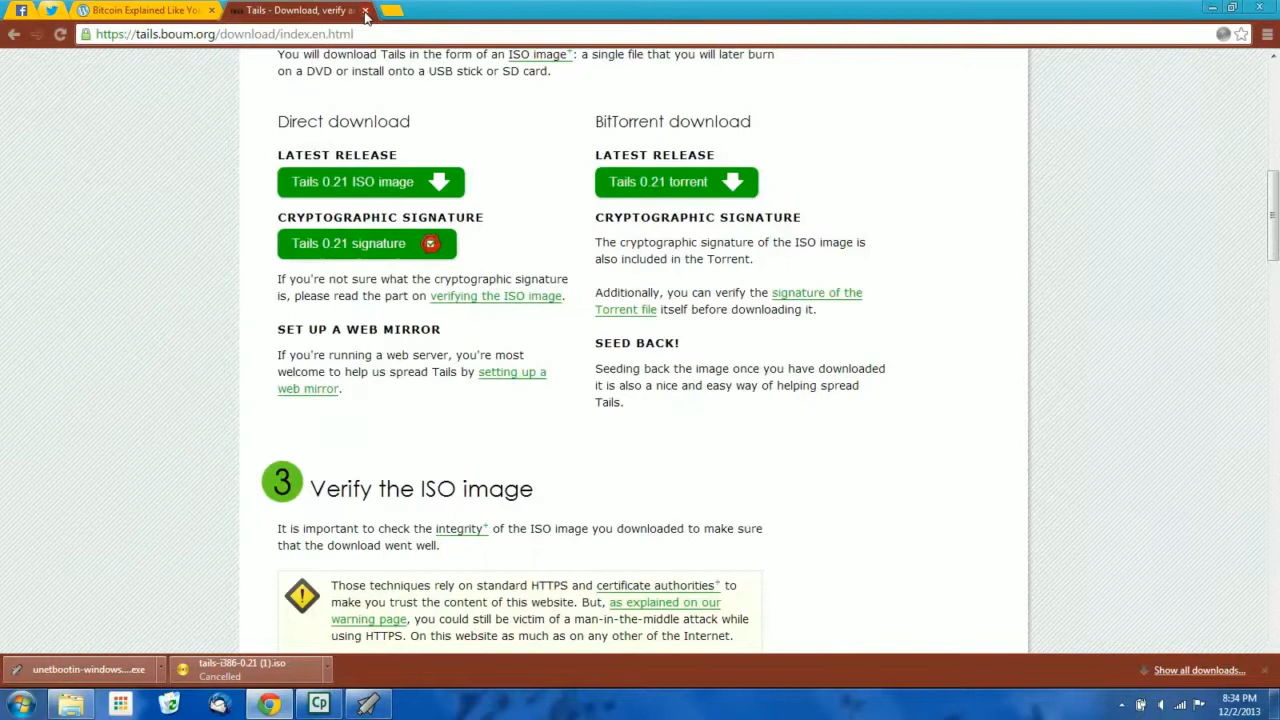 Bitcoin Explained Like You
Tails - Download, verify a
https://tails.boum.org/download/index.en.html
You will download Tails in the form of an ISO image+: a single file that you will later burn
on a DVD or install onto a USB stick or SD card.
Direct download
LATEST RELEASE
Tails 0.21 ISO image
CRYPTOGRAPHIC SIGNATURE
Tails 0.21 signature
If you're not sure what the cryptographic signature
is, please read the part on verifying the ISO image.
SET UP A WEB MIRROR
If you're running a web server, you're most
welcome to help us spread Tails by setting up a
web mirror.
BitTorrent download
LATEST RELEASE
Tails 0.21 torrent
CRYPTOGRAPHIC SIGNATURE
The cryptographic signature of the ISO image is
also included in the Torrent.
Additionally, you can verify the signature of the
Torrent file itself before downloading it.
SEED BACK!
Seeding back the image once you have downloaded
it is also a nice and easy way of helping spread
Tails.
3 Verify the ISO image
It is important to check the integrity+ of the ISO image you downloaded to make sure
that the download went well.
Those techniques rely on standard HTTPS and certificate authorities+ to
make you trust the content of this website. But, as explained on our
warning page, you could still be victim of a man-in-the-middle attack while
using HTTPS. On this website as much as on any other of the Internet.
unetbootin-windows....exe
tails-i386-0.21 (1).iso
Cancelled
Show all downloads...
Cp
8:34 PM
12/2/2013